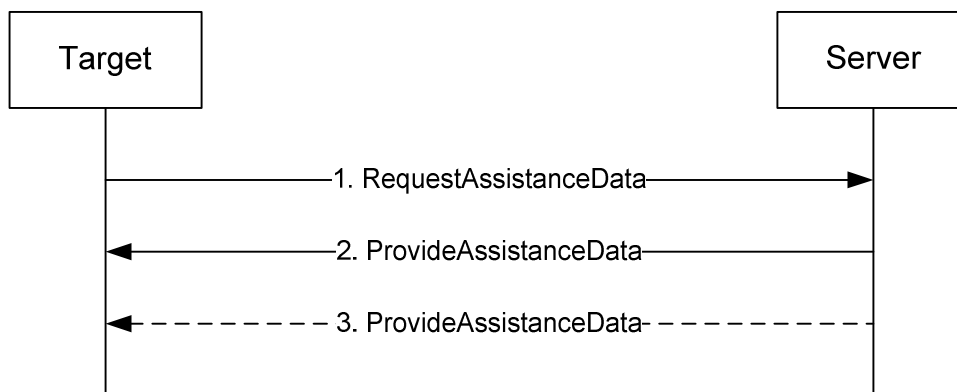 Target
Server
1. RequestAssistanceData
2. ProvideAssistanceData
3. ProvideAssistanceData